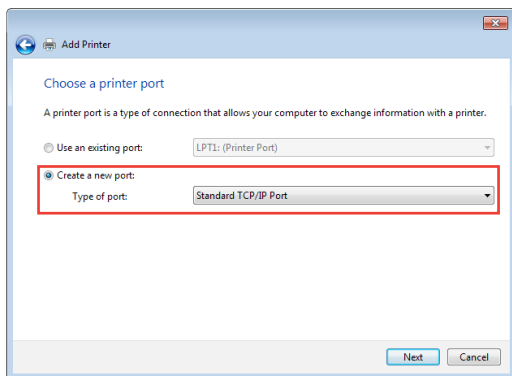 Add Printer
Choose a printer port
A printer port is a type of connection that allows your computer to exchange information with a printer.
Use an existing port: LPT1: (Printer Port)
Create a new port:
Type of port: Standard TCP/IP Port
Next Cancel